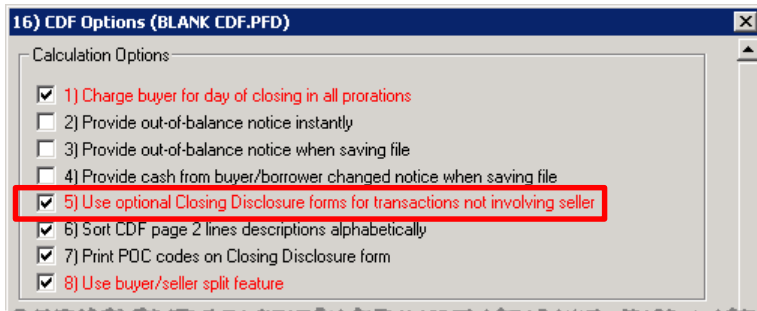 16) CDF Options (BLANK CDF.PFD)
Calculation Options
1) Charge buyer for day of closing in all prorations
2) Provide out-of-balance notice instantly
3) Provide out-of-balance notice when saving file
4) Provide cash from buyer/borrower changed notice when saving file
5) Use optional Closing Disclosure forms for transactions not involving seller
6) Sort CDF page 2 lines descriptions alphabetically
7) Print POC codes on Closing Disclosure form
8) Use buyer/seller split feature